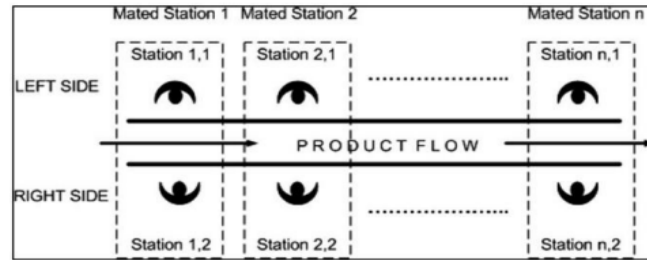 Mated Station 1 Mated Station 2 Mated Station n
Station 1,1 Station 2,1 Station n,1
LEFT SIDE
PRODUCT FLOW
RIGHT SIDE
Station 1,2 Station 2,2 Station n,2